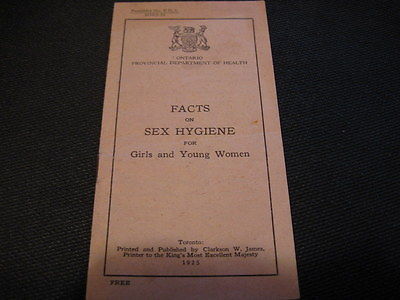 ONTARIO
PROVINCIAL DEPARTMENT OF HEALTH
FACTS
ON
SEX HYGIENE
FOR
Girls and Young Women
Toronto:
Printed and Published by Clarkson W. James,
Printer to the King's Most Excellent Majesty
1925
FREE